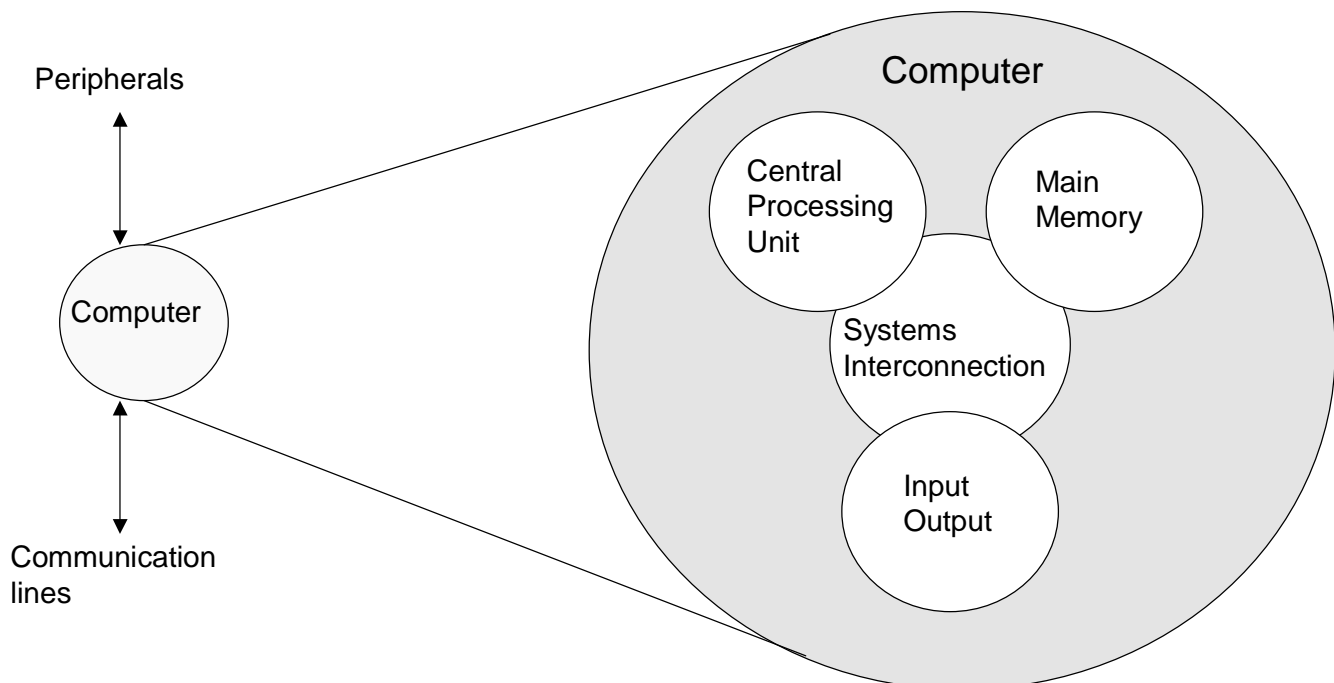 Peripherals
Computer
Communication
lines
Computer
Central
Processing
Unit
Main
Memory
Systems
Interconnection
Input
Output